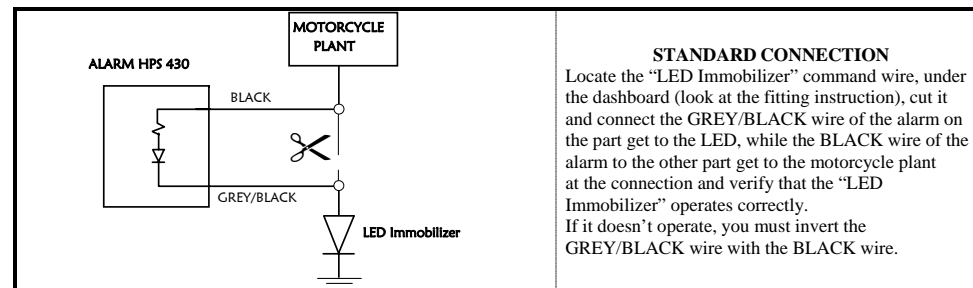 MOTORCYCLE
PLANT
ALARM HPS 430
BLACK
GREY/BLACK
LED Immobilizer
STANDARD CONNECTION
Locate the “LED Immobilizer” command wire, under
the dashboard (look at the fitting instruction), cut it
and connect the GREY/BLACK wire of the alarm on
the part get to the LED, while the BLACK wire of the
alarm to the other part get to the motorcycle plant
at the connection and verify that the “LED
Immobilizer” operates correctly.
If it doesn’t operate, you must invert the
GREY/BLACK wire with the BLACK wire.